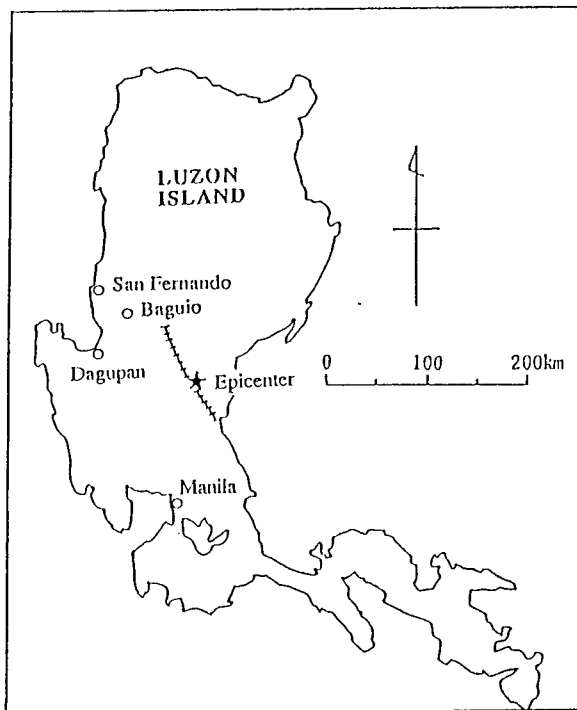 LUZON
ISLAND
San Fernando
Baguio
Dagupan
Epicenter
0 100 200km
Manila